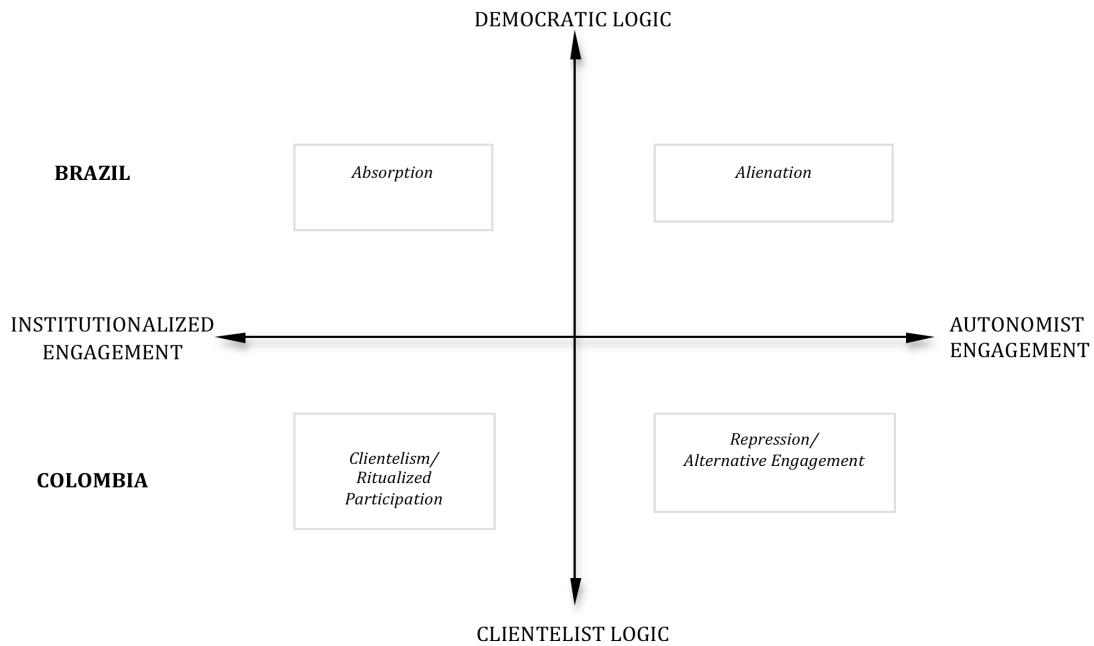 DEMOCRATIC LOGIC
BRAZIL
Absorption
Alienation
INSTITUTIONALIZED
ENGAGEMENT
AUTONOMIST
ENGAGEMENT
COLOMBIA
Clientelism/
Ritualized
Participation
Repression/
Alternative Engagement
CLIENTELIST LOGIC